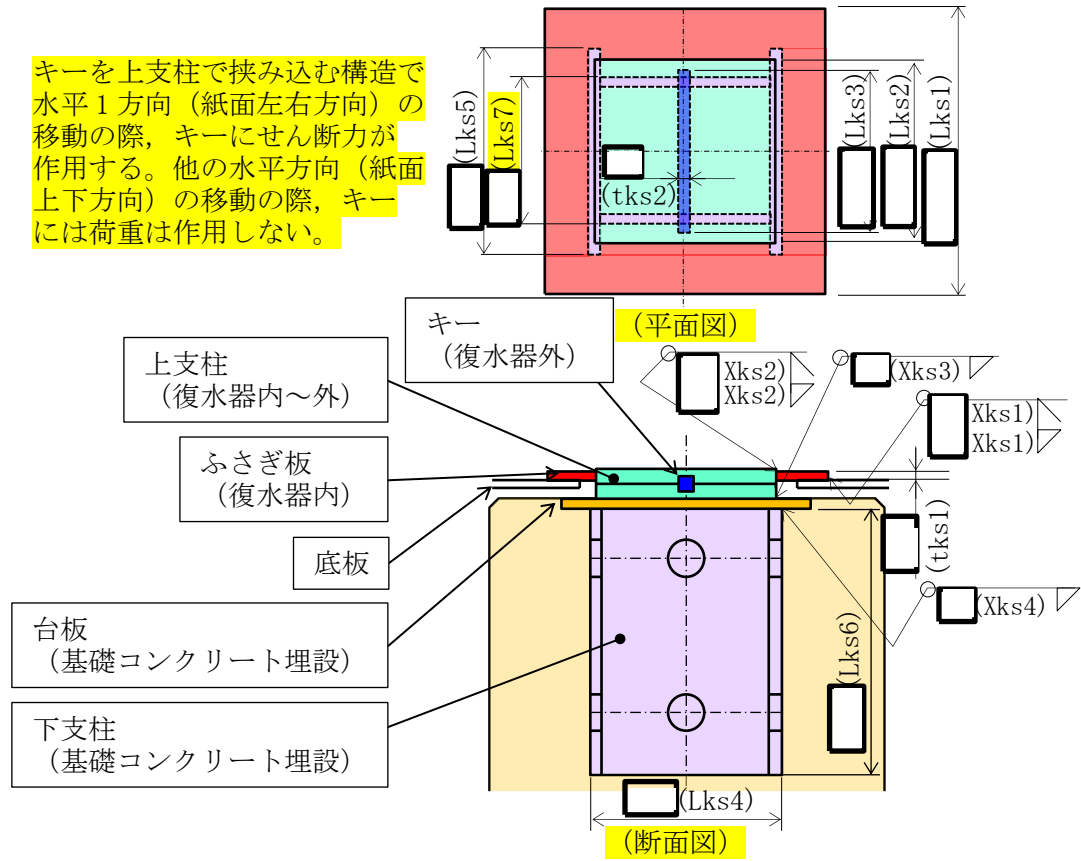 キーを上支柱で挟み込む構造で
水平１方向（紙面左右方向）の
移動の際，キーにせん断力が
作用する。他の水平方向（紙面
上下方向）の移動の際，キー
には荷重は作用しない。
(Lks5)
(Lks7)
(tks2)
(Lks3)
(Lks2)
(Lks1)
（平面図）
キー
（復水器外）
上支柱
（復水器内～外）
ふさぎ板
（復水器内）
底板
台板
（基礎コンクリート埋設）
下支柱
（基礎コンクリート埋設）
Xks2)
Xks2)
(Xks3)
Xks1)
Xks1)
(tks1)
(Xks4)
(Lks6)
(Lks4)
（断面図）